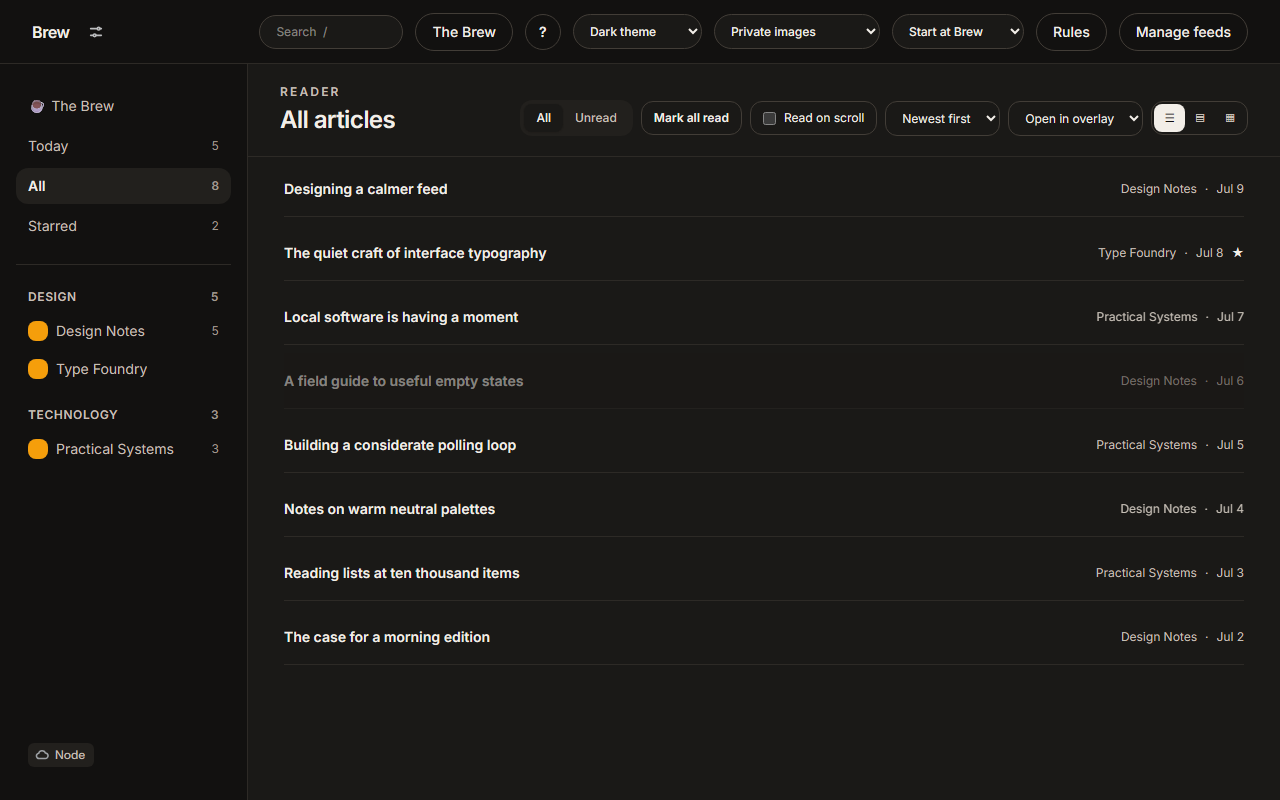 Brew
Search /
The Brew
?
Dark theme
Private images
Start at Brew
Rules
Manage feeds
The Brew
Today 5
All 8
Starred 2
DESIGN 5
Design Notes 5
Type Foundry
TECHNOLOGY 3
Practical Systems 3
Node
READER
All articles
All
Unread
Mark all read
Read on scroll
Newest first
Open in overlay
Designing a calmer feed Design Notes · Jul 9
The quiet craft of interface typography Type Foundry · Jul 8 ★
Local software is having a moment Practical Systems · Jul 7
A field guide to useful empty states Design Notes · Jul 6
Building a considerate polling loop Practical Systems · Jul 5
Notes on warm neutral palettes Design Notes · Jul 4
Reading lists at ten thousand items Practical Systems · Jul 3
The case for a morning edition Design Notes · Jul 2